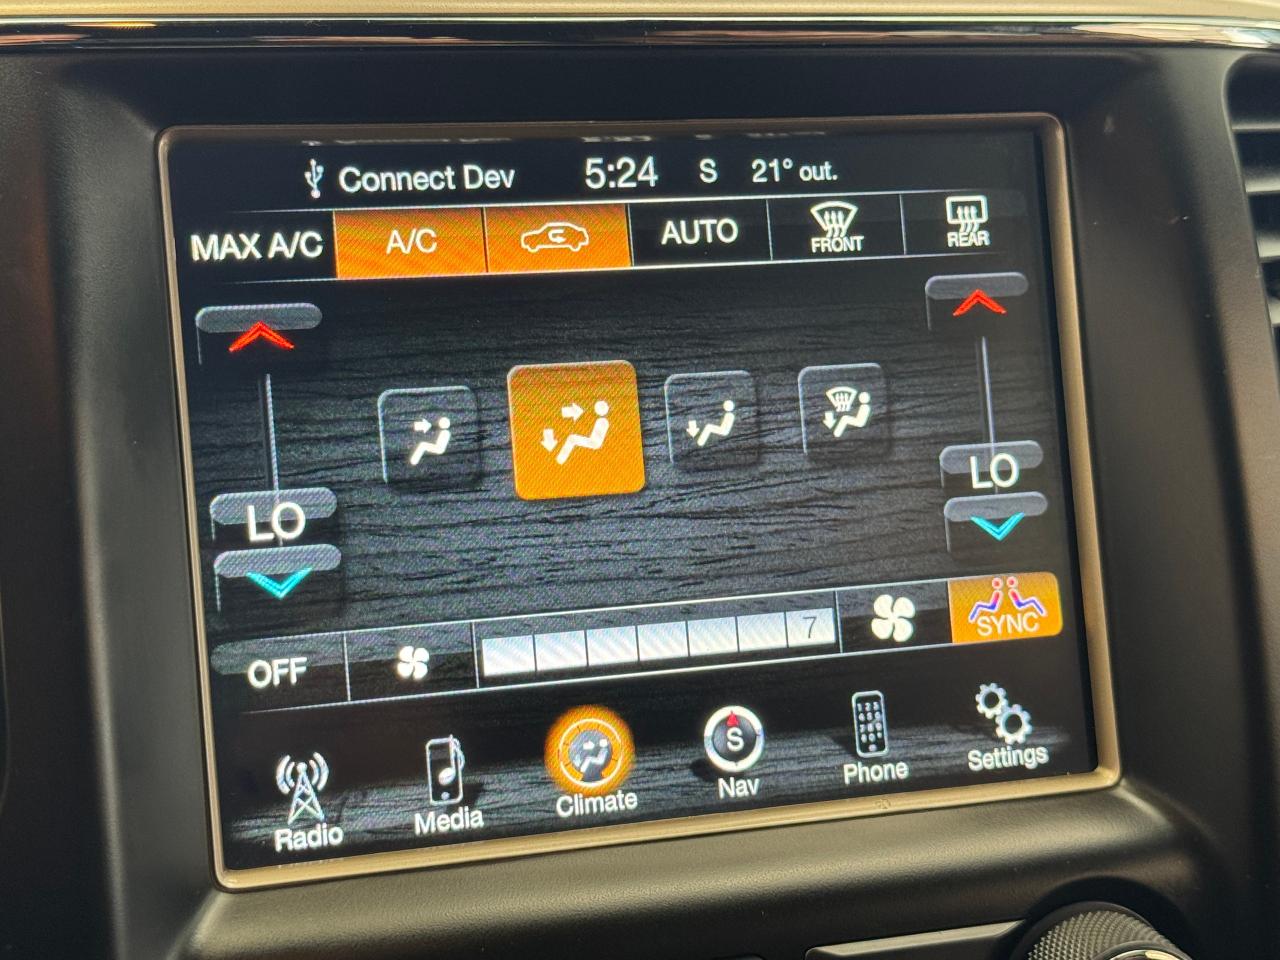 Connect Dev 5:24 S 21° out.
MAX A/C A/C AUTO FRONT REAR
LO LO
OFF 7 SYNC
Radio Media Climate S Nav Phone Settings